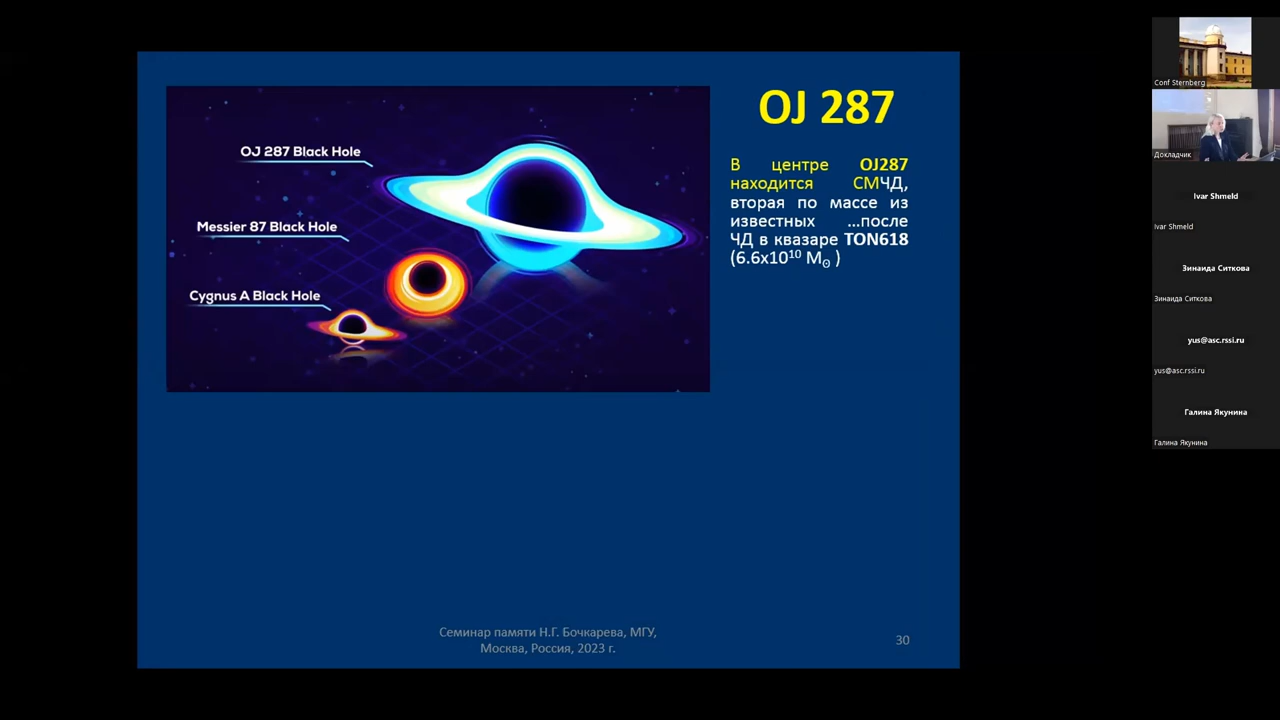 OJ 287
OJ 287 Black Hole
Messier 87 Black Hole
Cygnus A Black Hole
В центре OJ287
находится СМЧД,
вторая по массе из
известных ...после
ЧД в квазаре TON618
(6.6x10¹⁰ M⊙ )
Семинар памяти Н.Г. Бочкарева, МГУ,
Москва, Россия, 2023 г.
30
Conf Sternberg
Докладчик
Ivar Shmeld
Ivar Shmeld
Зинаида Ситкова
Зинаида Ситкова
yus@asc.rssi.ru
yus@asc.rssi.ru
Галина Якунина
Галина Якунина